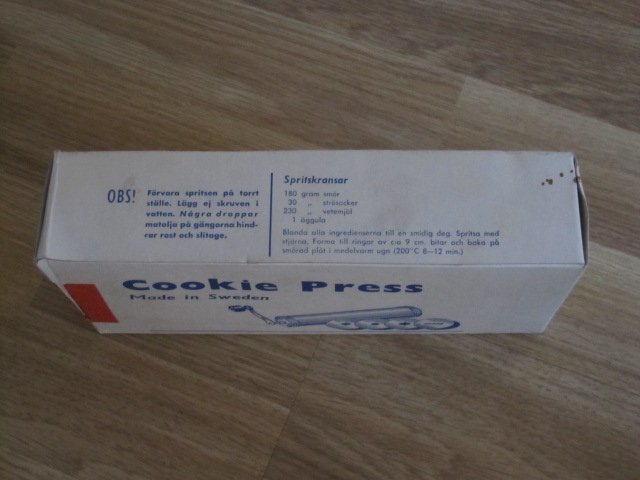 OBS!
Förvara spritsen på torrt
ställe. Lägg ej skruven i
vatten. Några droppar
matolja på gängorna hind-
rar rost och slitage.
Spritskransar
180 gram smör
30 „ strösocker
230 „ vetemjöl
1 äggula
Blanda alla ingredienserna till en smidig deg. Spritsa med
stjärna. Forma till ringar av c:a 9 cm. bitar och baka på
smörad plåt i medelvarm ugn (200°C 8—12 min.)
Cookie Press
Made in Sweden